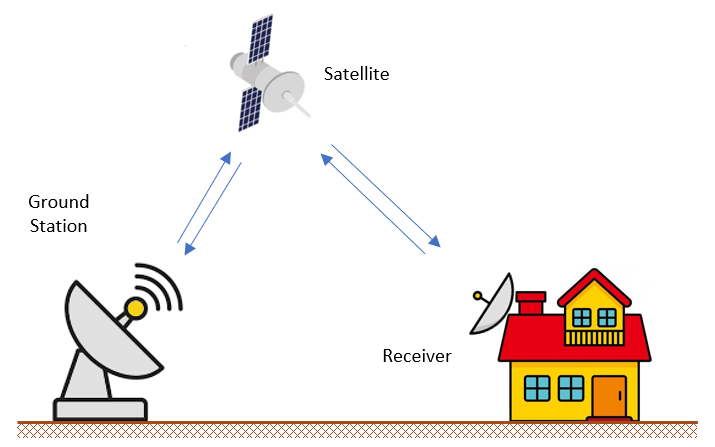 Satellite
Ground
Station
Receiver